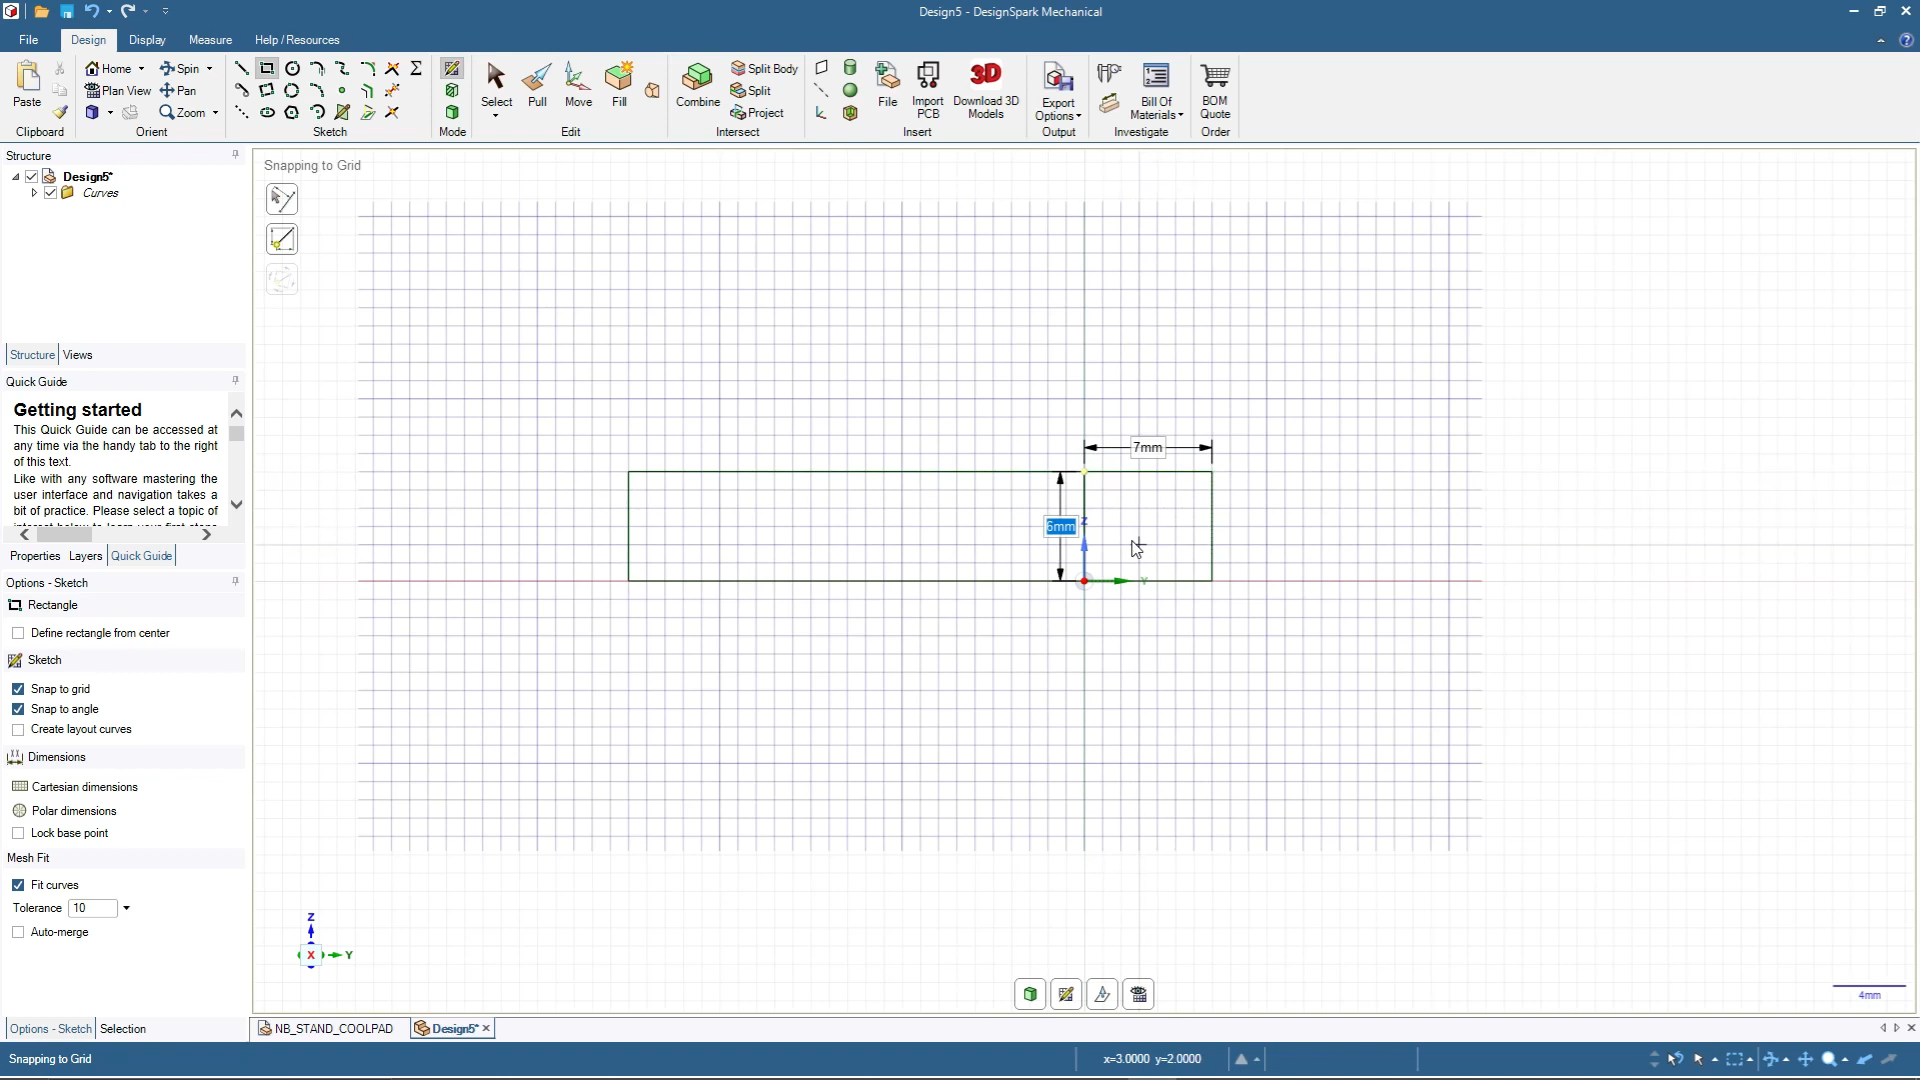 Design5 - DesignSpark Mechanical
File
Design
Display
Measure
Help / Resources
Paste
Clipboard
Home
Spin
Plan View
Pan
Zoom
Orient
Sketch
Mode
Select
Pull
Move
Fill
Edit
Combine
Split Body
Split
Project
Intersect
File
Import
PCB
Download 3D
Models
Insert
Export
Options
Output
Bill Of
Materials
Investigate
BOM
Quote
Order
Structure
Design5*
Curves
Structure
Views
Quick Guide
Getting started
This Quick Guide can be accessed at
any time via the handy tab to the right
of this text.
Like with any software mastering the
user interface and navigation takes a
bit of practice. Please select a topic of
Properties
Layers
Quick Guide
Options - Sketch
Rectangle
Define rectangle from center
Sketch
Snap to grid
Snap to angle
Create layout curves
Dimensions
Cartesian dimensions
Polar dimensions
Lock base point
Mesh Fit
Fit curves
Tolerance 10
Auto-merge
Options - Sketch
Selection
Snapping to Grid
7mm
6mm
Z
Y
Z
X
Y
4mm
NB_STAND_COOLPAD
Design5*
Snapping to Grid
x=3.0000 y=2.0000